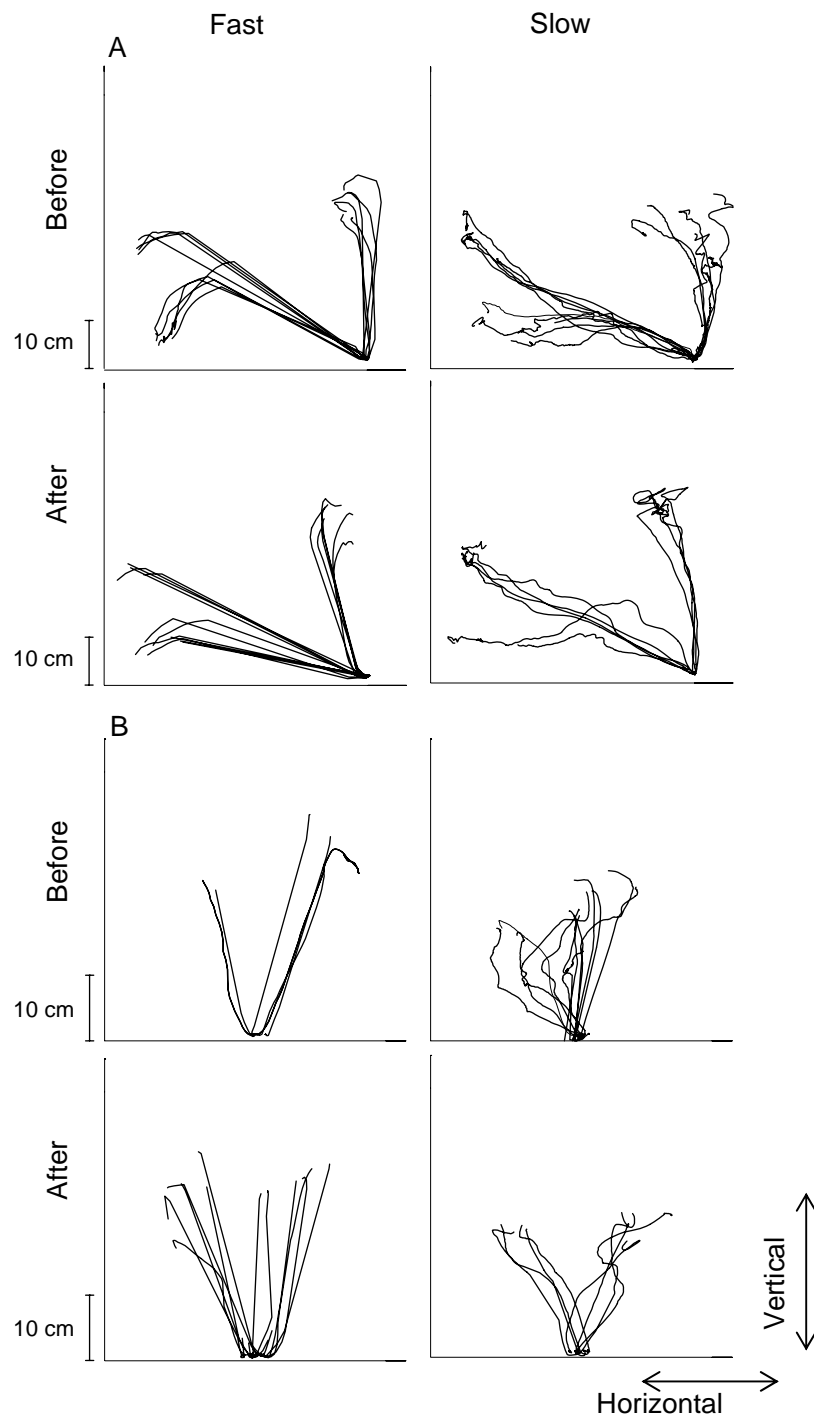 Fast Slow
A
Before
10 cm
After
10 cm
B
Before
10 cm
After
10 cm
Vertical
Horizontal